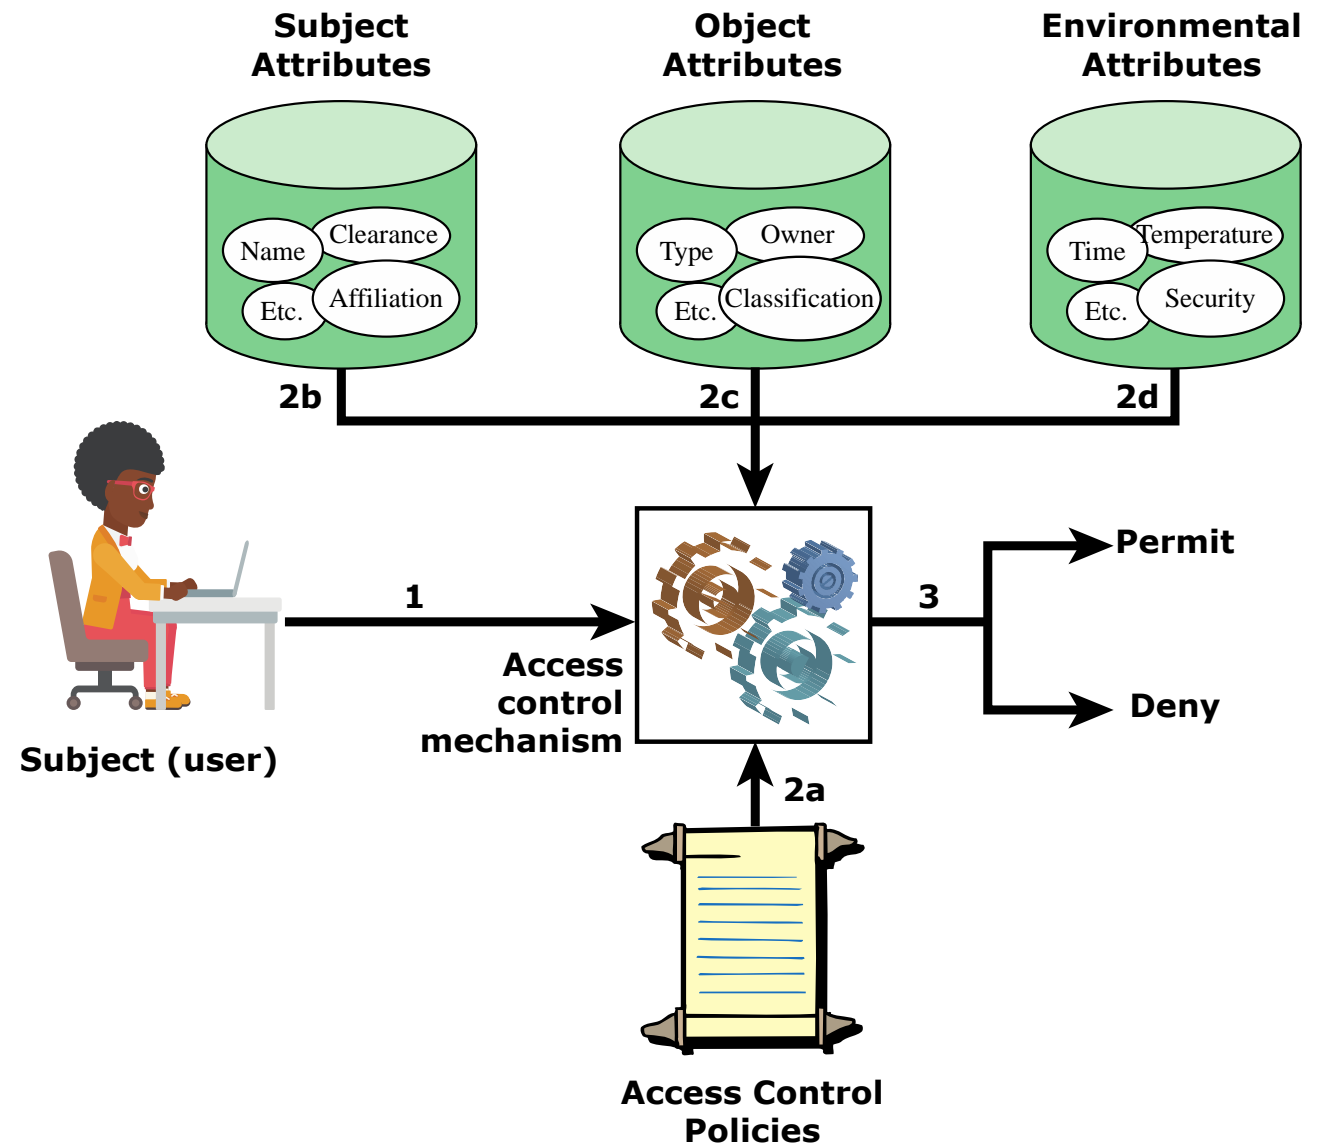 Subject
Attributes
Object
Attributes
Environmental
Attributes
Name
Clearance
Etc.
Affiliation
Type
Owner
Etc.
Classification
Time
Temperature
Etc.
Security
2b
2c
2d
1
3
Permit
Deny
Access
control
mechanism
Subject (user)
2a
Access Control
Policies